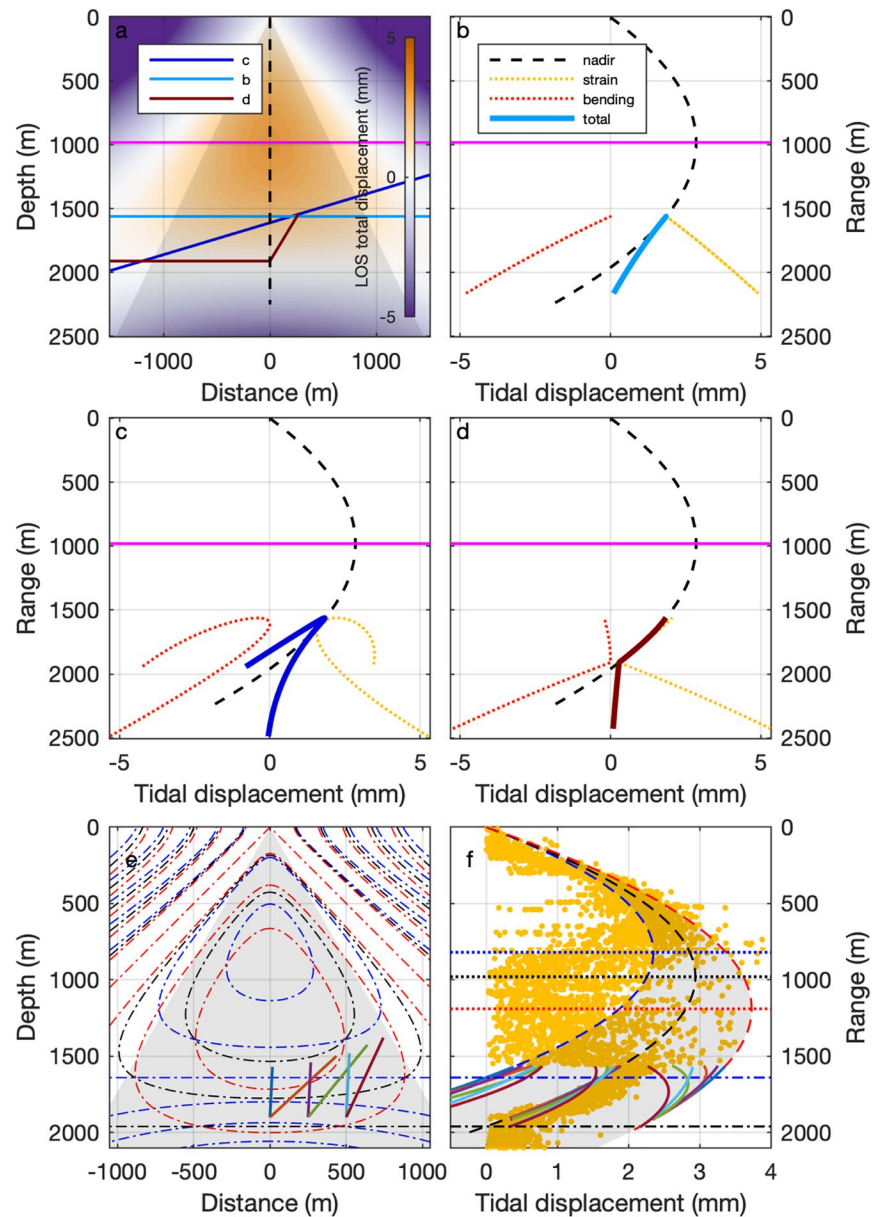 a
c
b
d
5
0
-5
LOS total displacement (mm)
0
500
1000
1500
2000
2500
Depth (m)
-1000
0
1000
Distance (m)
b
nadir
strain
bending
total
0
500
1000
1500
2000
2500
Range (m)
-5
0
5
Tidal displacement (mm)
c
0
500
1000
1500
2000
2500
Range (m)
-5
0
5
Tidal displacement (mm)
d
0
500
1000
1500
2000
2500
Range (m)
-5
0
5
Tidal displacement (mm)
e
0
500
1000
1500
2000
Depth (m)
-1000
-500
0
500
1000
Distance (m)
f
0
500
1000
1500
2000
Range (m)
0
1
2
3
4
Tidal displacement (mm)